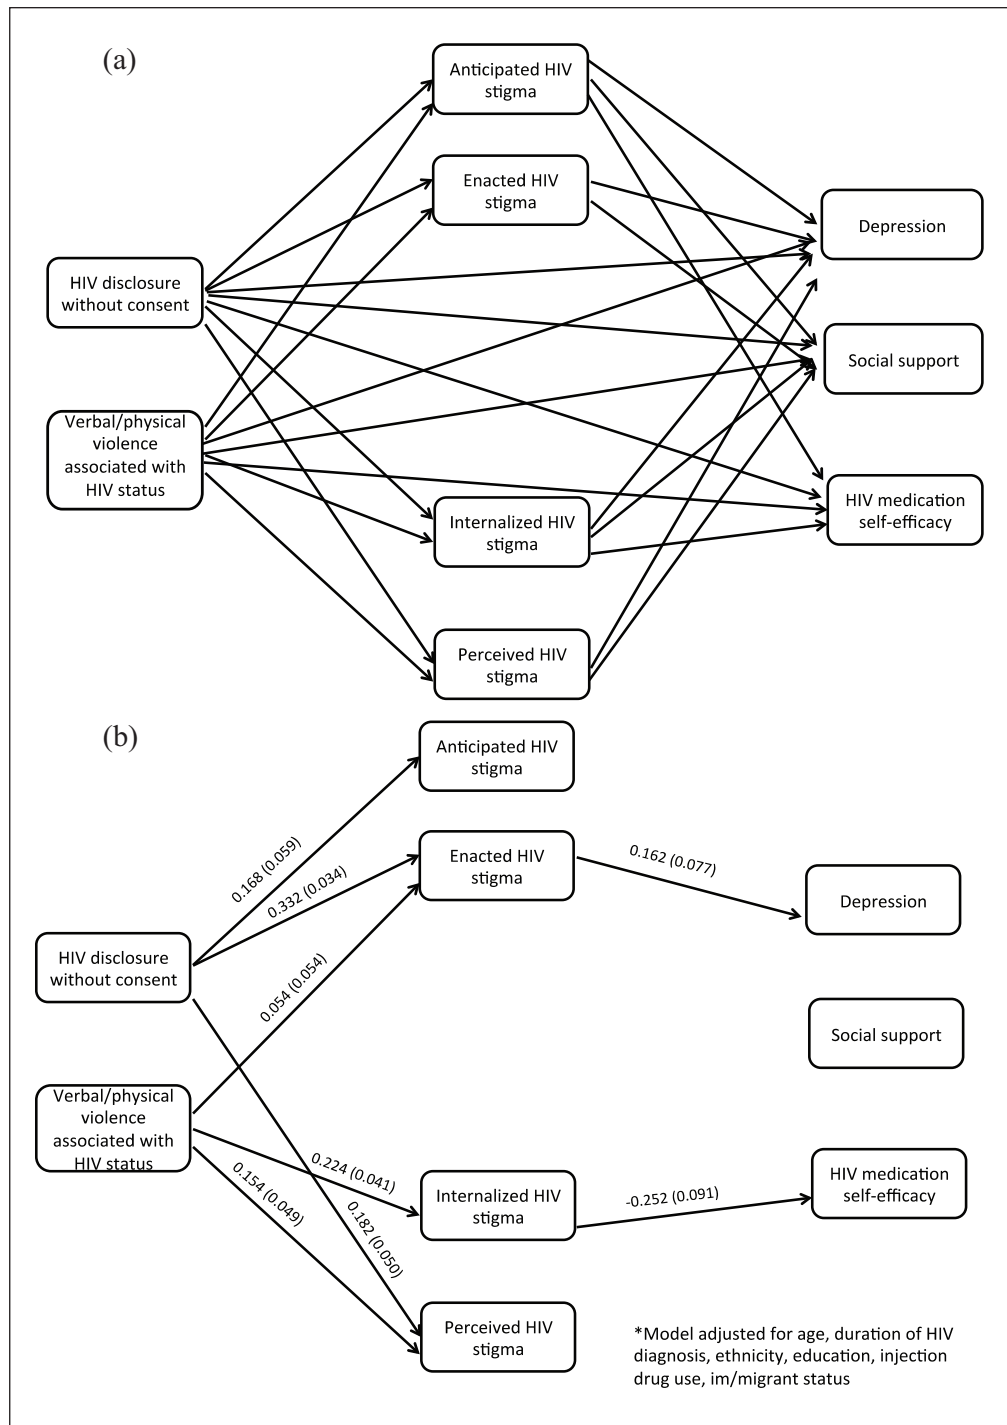 (a)
Anticipated HIV
stigma
Enacted HIV
stigma
Depression
HIV disclosure
without consent
Social support
Verbal/physical
violence
associated with
HIV status
HIV medication
self-efficacy
Internalized HIV
stigma
Perceived HIV
stigma
(b)
Anticipated HIV
stigma
0.168 (0.059)
Enacted HIV
stigma
0.332 (0.034)
0.162 (0.077)
Depression
HIV disclosure
without consent
0.054 (0.054)
Social support
Verbal/physical
violence
associated with
HIV status
0.224 (0.041)
0.154 (0.049)
0.182 (0.050)
Internalized HIV
stigma
-0.252 (0.091)
HIV medication
self-efficacy
Perceived HIV
stigma
*Model adjusted for age, duration of HIV
diagnosis, ethnicity, education, injection
drug use, im/migrant status